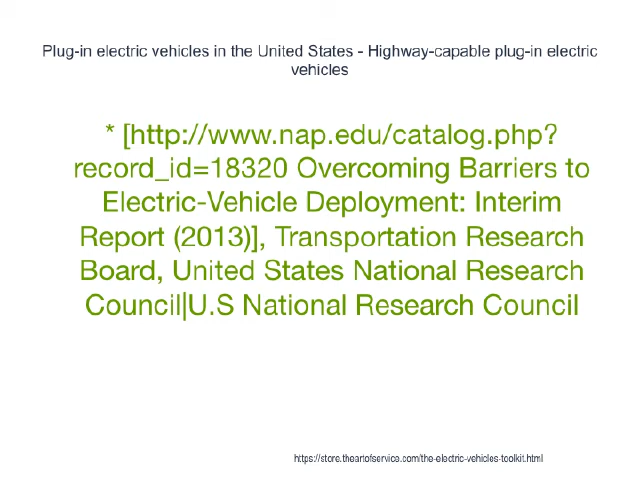 Plug-in electric vehicles in the United States - Highway-capable plug-in electric
vehicles
* [http://www.nap.edu/catalog.php?
record_id=18320 Overcoming Barriers to
Electric-Vehicle Deployment: Interim
Report (2013)], Transportation Research
Board, United States National Research
Council|U.S National Research Council
https://store.theartofservice.com/the-electric-vehicles-toolkit.html